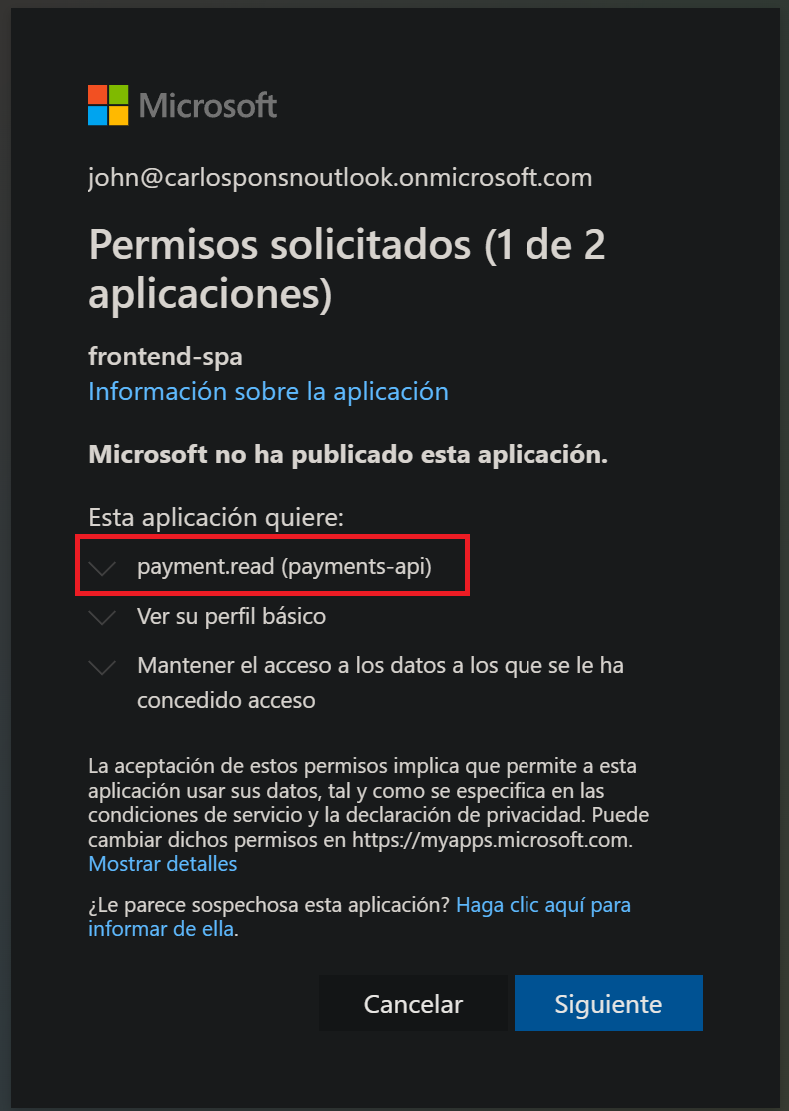 Microsoft
john@carlosponsnoutlook.onmicrosoft.com
Permisos solicitados (1 de 2
aplicaciones)
frontend-spa
Información sobre la aplicación
Microsoft no ha publicado esta aplicación.
Esta aplicación quiere:
payment.read (payments-api)
Ver su perfil básico
Mantener el acceso a los datos a los que se le ha
concedido acceso
La aceptación de estos permisos implica que permite a esta
aplicación usar sus datos, tal y como se especifica en las
condiciones de servicio y la declaración de privacidad. Puede
cambiar dichos permisos en https://myapps.microsoft.com.
Mostrar detalles
¿Le parece sospechosa esta aplicación? Haga clic aquí para
informar de ella.
Cancelar Siguiente